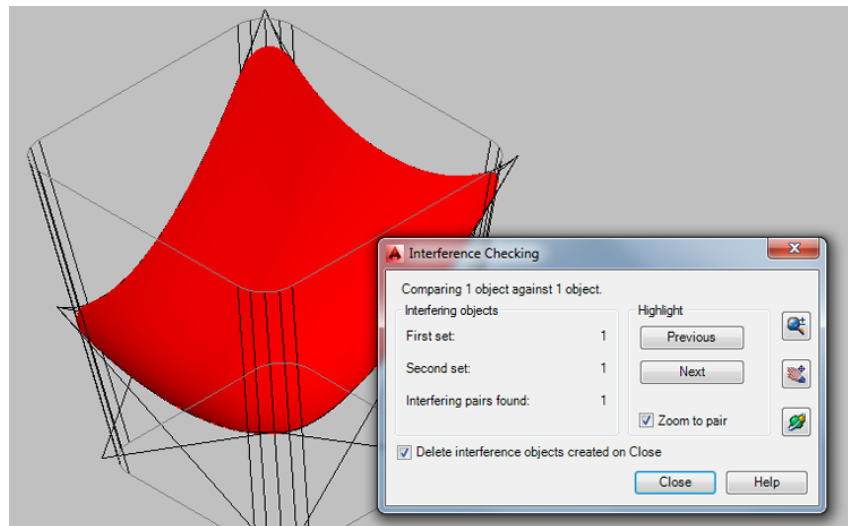 Interference Checking
Comparing 1 object against 1 object.
Interfering objects
First set: 1
Second set: 1
Interfering pairs found: 1
Highlight
Previous
Next
Zoom to pair
Delete interference objects created on Close
Close
Help